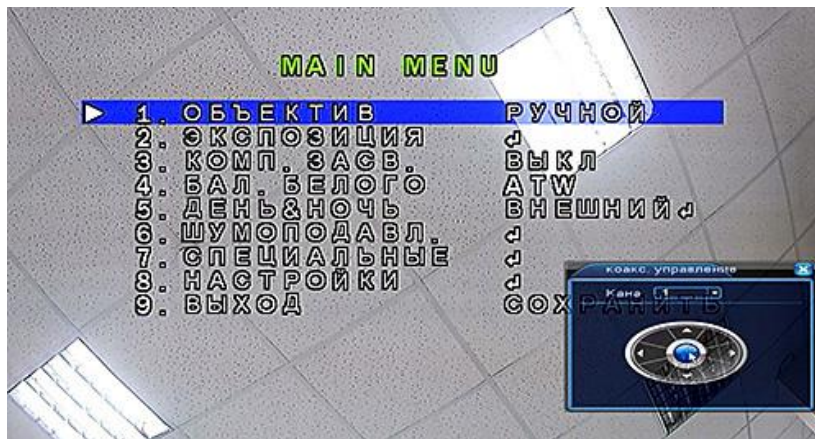 MAIN MENU
1. ОБЪЕКТИВ РУЧНОЙ
2. ЭКСПОЗИЦИЯ ↲
3. КОМП. ЗАСВ. ВЫКЛ
4. БАЛ. БЕЛОГО ATW
5. ДЕНЬ&НОЧЬ ВНЕШНИЙ↲
6. ШУМОПОДАВЛ. ↲
7. СПЕЦИАЛЬНЫЕ ↲
8. НАСТРОЙКИ ↲
9. ВЫХОД СОХРАНИТЬ
коакс. управление
Кана 1